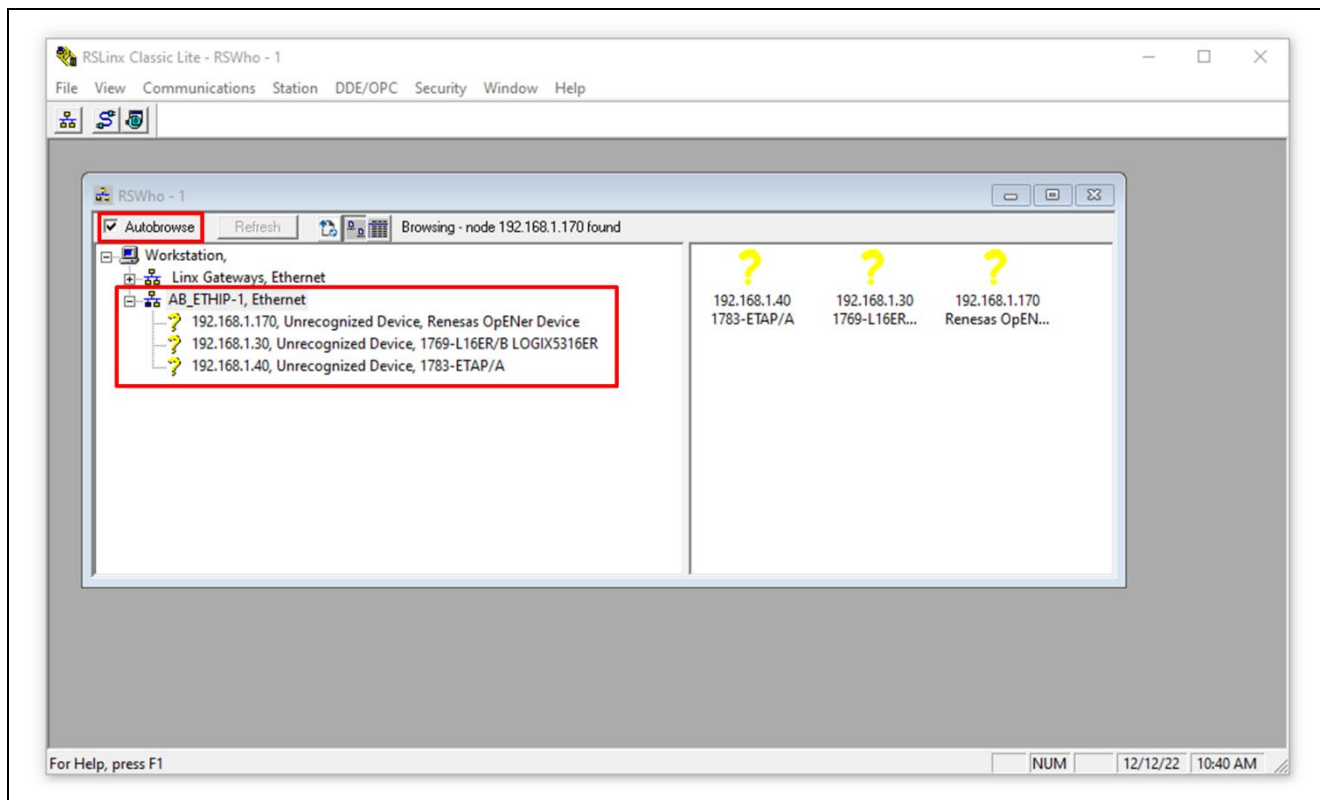 RSLinx Classic Lite - RSWho - 1
File View Communications Station DDE/OPC Security Window Help
RSWho - 1
Autobrowse Refresh Browsing - node 192.168.1.170 found
Workstation,
Linx Gateways, Ethernet
AB_ETHIP-1, Ethernet
192.168.1.170, Unrecognized Device, Renesas OpENer Device
192.168.1.30, Unrecognized Device, 1769-L16ER/B LOGIX5316ER
192.168.1.40, Unrecognized Device, 1783-ETAP/A
192.168.1.40 192.168.1.30 192.168.1.170
1783-ETAP/A 1769-L16ER... Renesas OpEN...
For Help, press F1 NUM 12/12/22 10:40 AM